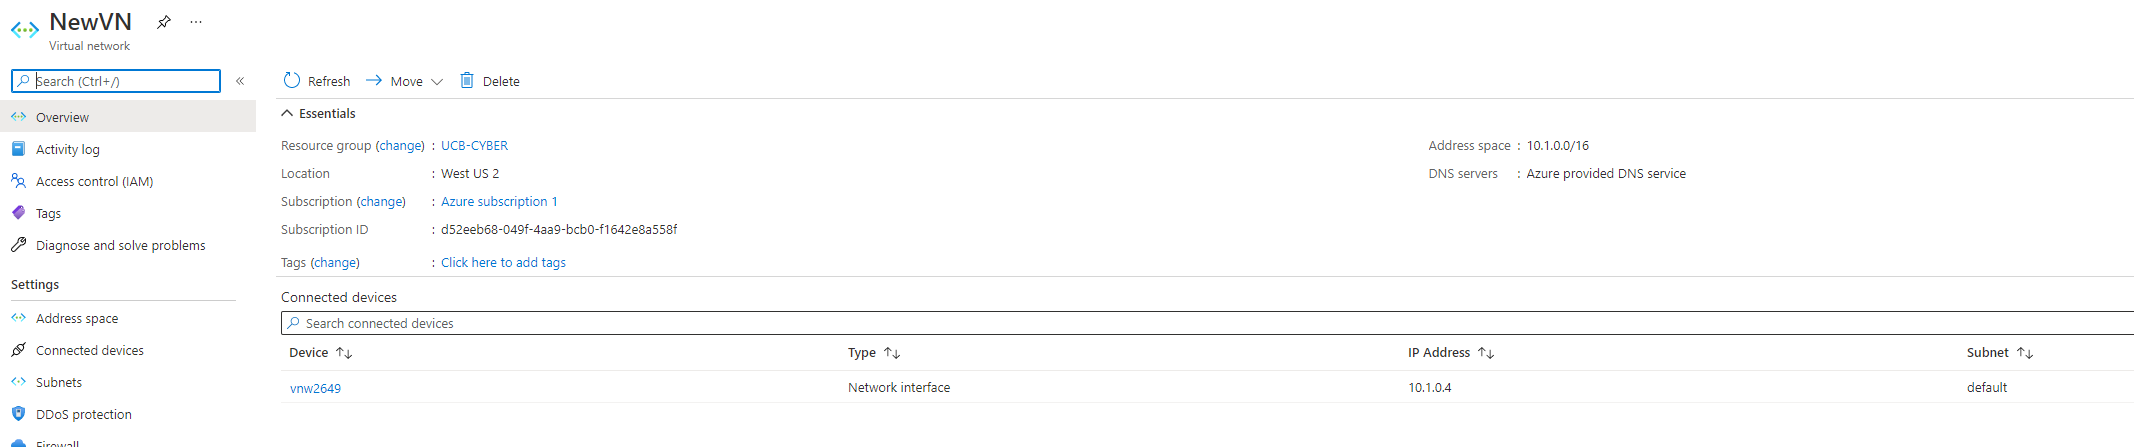 NewVN
Virtual network
Search (Ctrl+/)
Overview
Activity log
Access control (IAM)
Tags
Diagnose and solve problems
Settings
Address space
Connected devices
Subnets
DDoS protection
Firewall
Refresh Move Delete
Essentials
Resource group (change) : UCB-CYBER
Location : West US 2
Subscription (change) : Azure subscription 1
Subscription ID : d52eeb68-049f-4aa9-bcb0-f1642e8a558f
Tags (change) : Click here to add tags
Address space : 10.1.0.0/16
DNS servers : Azure provided DNS service
Connected devices
Search connected devices
Device Type IP Address Subnet
vnw2649 Network interface 10.1.0.4 default